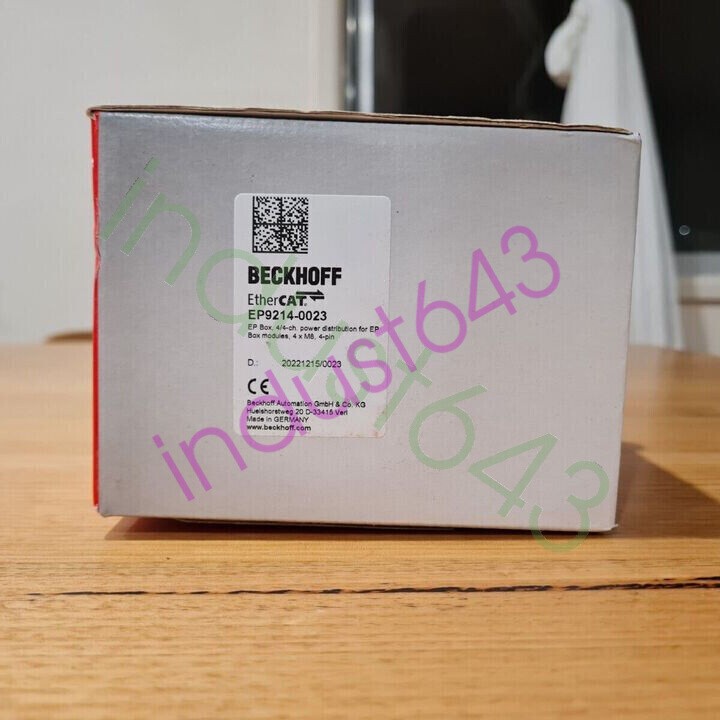 BECKHOFF
EtherCAT®
EP9214-0023
EP Box, 4/4-ch. power distribution for EP
Box modules, 4 x M8, 4-pin
D.: 20221215/0023
CE
Beckhoff Automation GmbH & Co. KG
Huelshorstweg 20 D-33415 Verl
Made in GERMANY
www.beckhoff.com
indust643
indust643